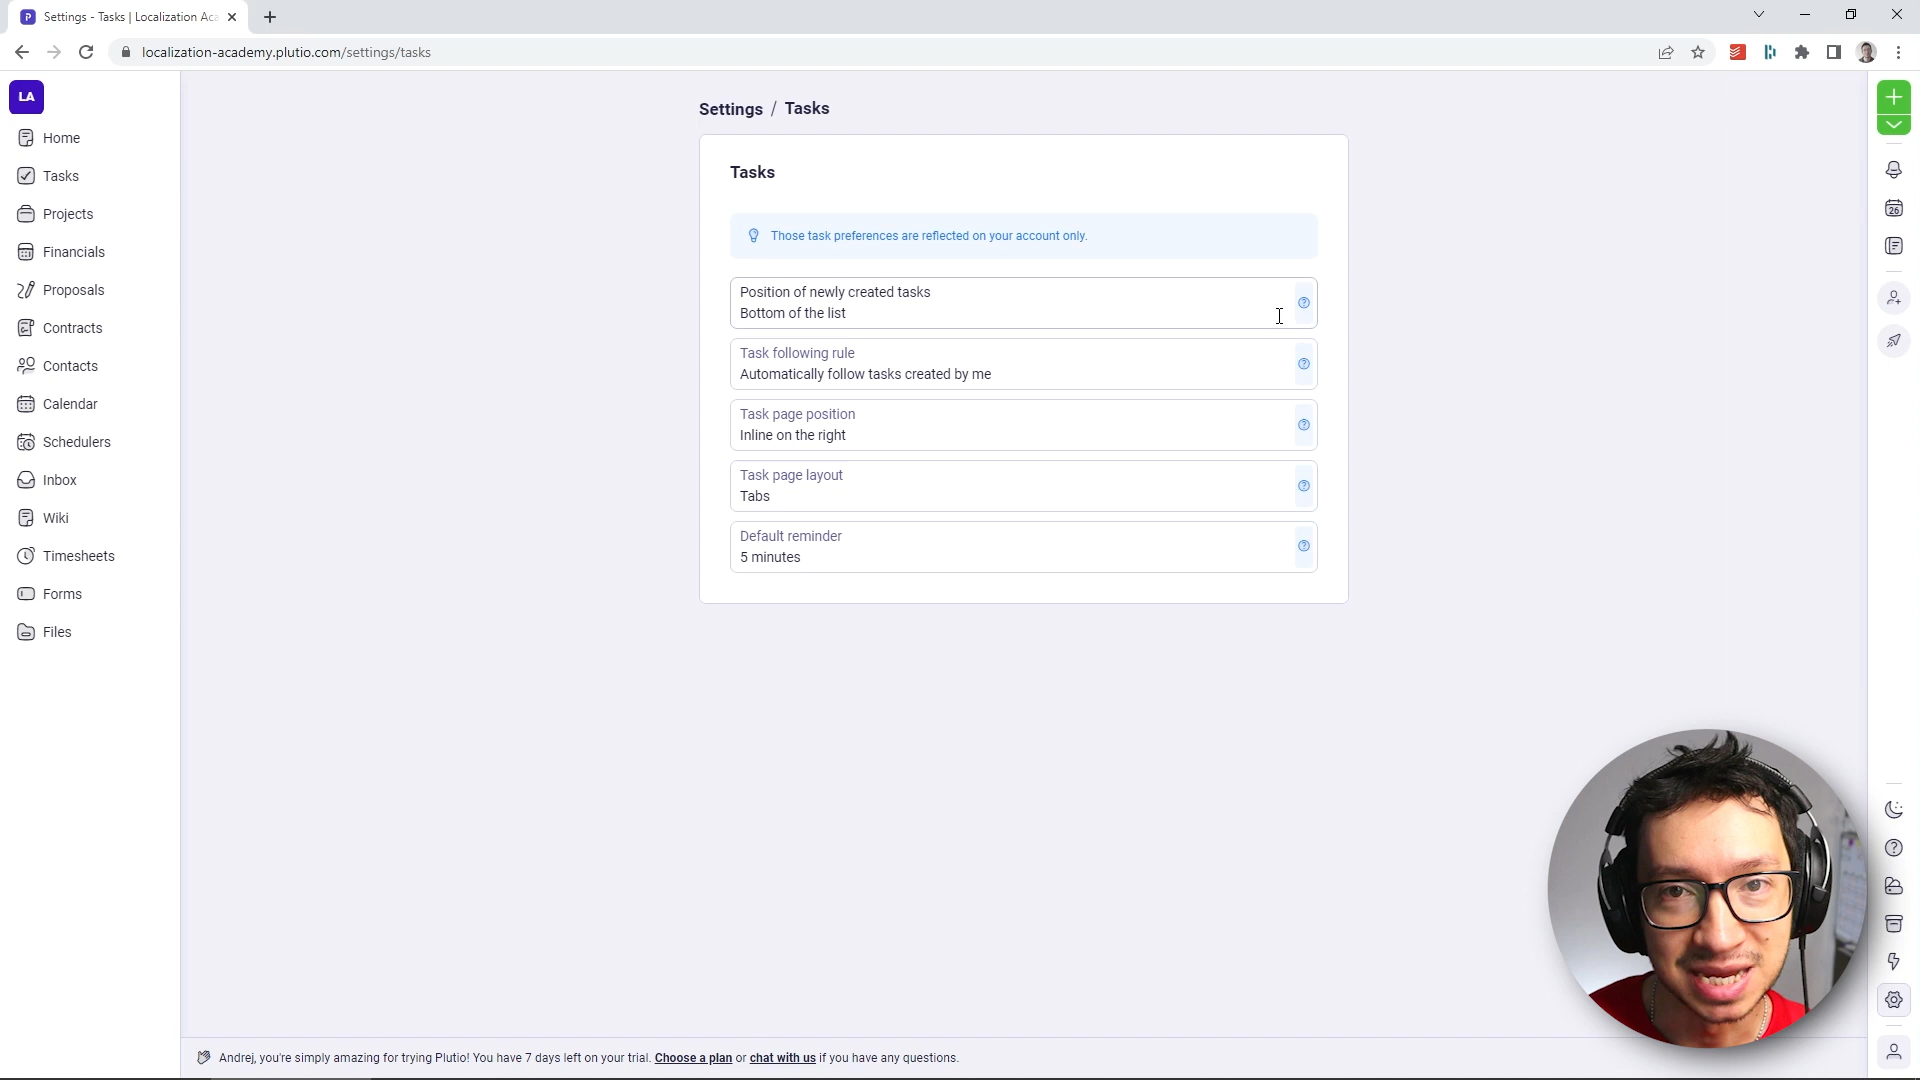 Settings - Tasks | Localization Aca
localization-academy.plutio.com/settings/tasks
LA
Home
Tasks
Projects
Financials
Proposals
Contracts
Contacts
Calendar
Schedulers
Inbox
Wiki
Timesheets
Forms
Files
Settings / Tasks
Tasks
Those task preferences are reflected on your account only.
Position of newly created tasks
Bottom of the list
Task following rule
Automatically follow tasks created by me
Task page position
Inline on the right
Task page layout
Tabs
Default reminder
5 minutes
26
Andrej, you're simply amazing for trying Plutio! You have 7 days left on your trial. Choose a plan or chat with us if you have any questions.